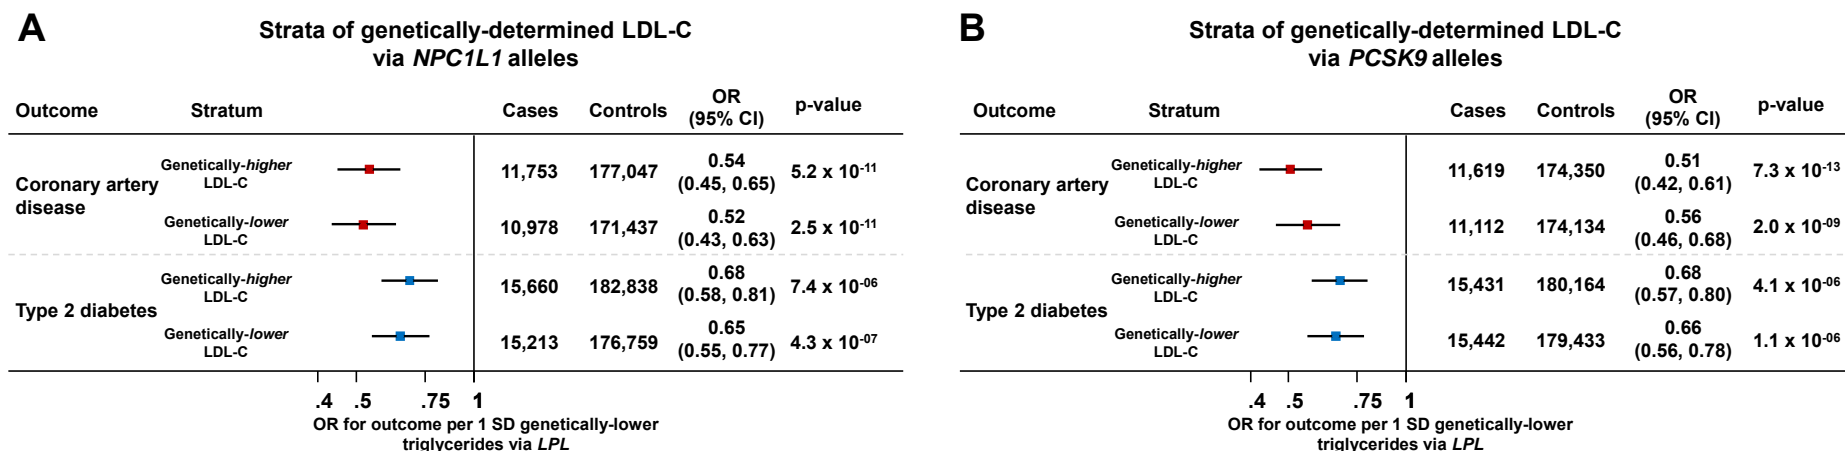 A
Strata of genetically-determined LDL-C
via NPC1L1 alleles
Outcome Stratum Cases Controls OR (95% CI) p-value
Coronary artery disease
Genetically-higher LDL-C 11,753 177,047 0.54 (0.45, 0.65) 5.2 x 10-11
Genetically-lower LDL-C 10,978 171,437 0.52 (0.43, 0.63) 2.5 x 10-11
Type 2 diabetes
Genetically-higher LDL-C 15,660 182,838 0.68 (0.58, 0.81) 7.4 x 10-06
Genetically-lower LDL-C 15,213 176,759 0.65 (0.55, 0.77) 4.3 x 10-07
.4 .5 .75 1
OR for outcome per 1 SD genetically-lower
triglycerides via LPL
B
Strata of genetically-determined LDL-C
via PCSK9 alleles
Outcome Stratum Cases Controls OR (95% CI) p-value
Coronary artery disease
Genetically-higher LDL-C 11,619 174,350 0.51 (0.42, 0.61) 7.3 x 10-13
Genetically-lower LDL-C 11,112 174,134 0.56 (0.46, 0.68) 2.0 x 10-09
Type 2 diabetes
Genetically-higher LDL-C 15,431 180,164 0.68 (0.57, 0.80) 4.1 x 10-06
Genetically-lower LDL-C 15,442 179,433 0.66 (0.56, 0.78) 1.1 x 10-06
.4 .5 .75 1
OR for outcome per 1 SD genetically-lower
triglycerides via LPL